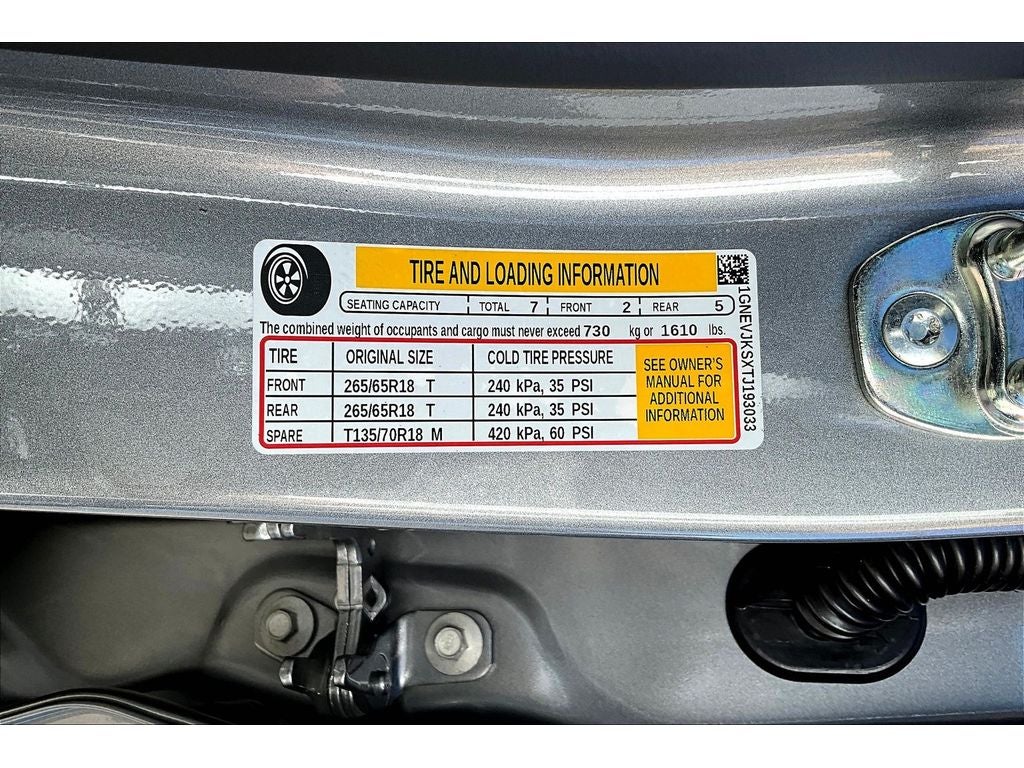 TIRE AND LOADING INFORMATION
SEATING CAPACITY TOTAL 7 FRONT 2 REAR 5
The combined weight of occupants and cargo must never exceed 730 kg or 1610 lbs.
TIRE ORIGINAL SIZE COLD TIRE PRESSURE
FRONT 265/65R18 T 240 kPa, 35 PSI
REAR 265/65R18 T 240 kPa, 35 PSI
SPARE T135/70R18 M 420 kPa, 60 PSI
SEE OWNER'S
MANUAL FOR
ADDITIONAL
INFORMATION
1GNEVJKSXTJ193033